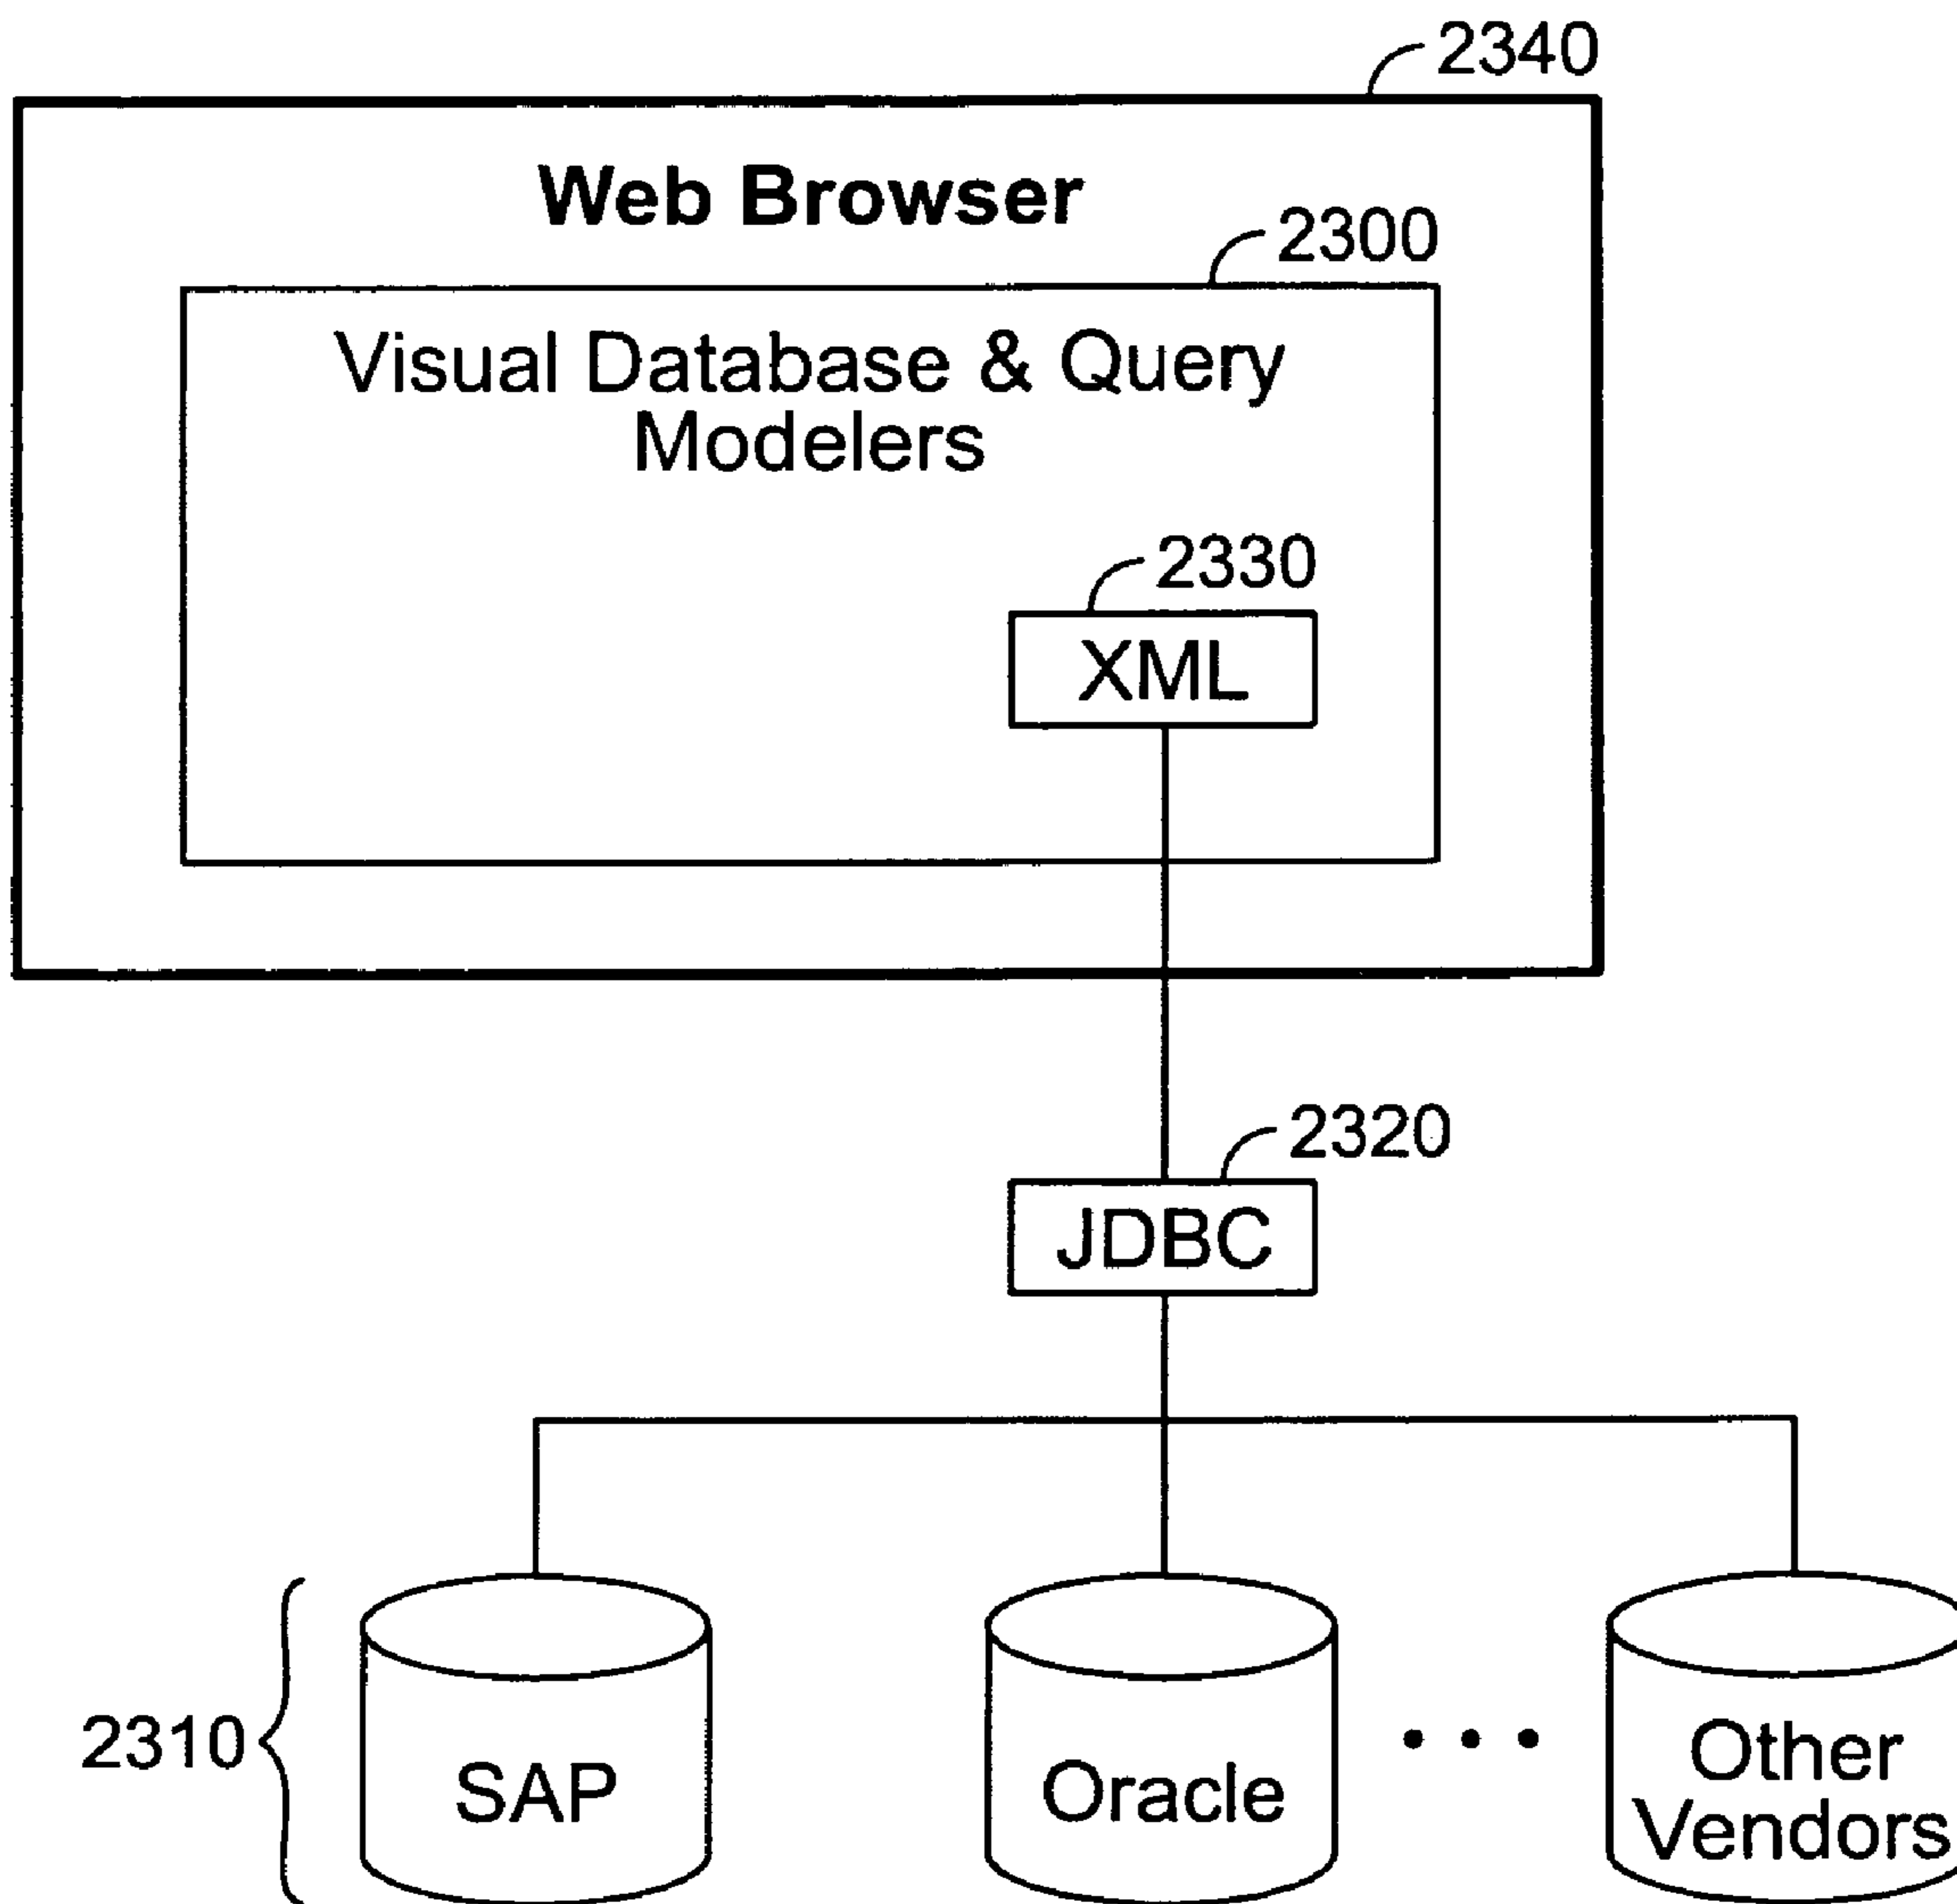 2340
Web Browser
2300
Visual Database & Query
Modelers
2330
XML
2320
JDBC
2310
SAP
Oracle
Other
Vendors